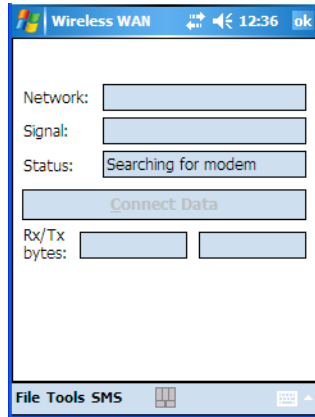 Wireless WAN 12:36 ok
Network:
Signal:
Status: Searching for modem
Connect Data
Rx/Tx
bytes:
File Tools SMS